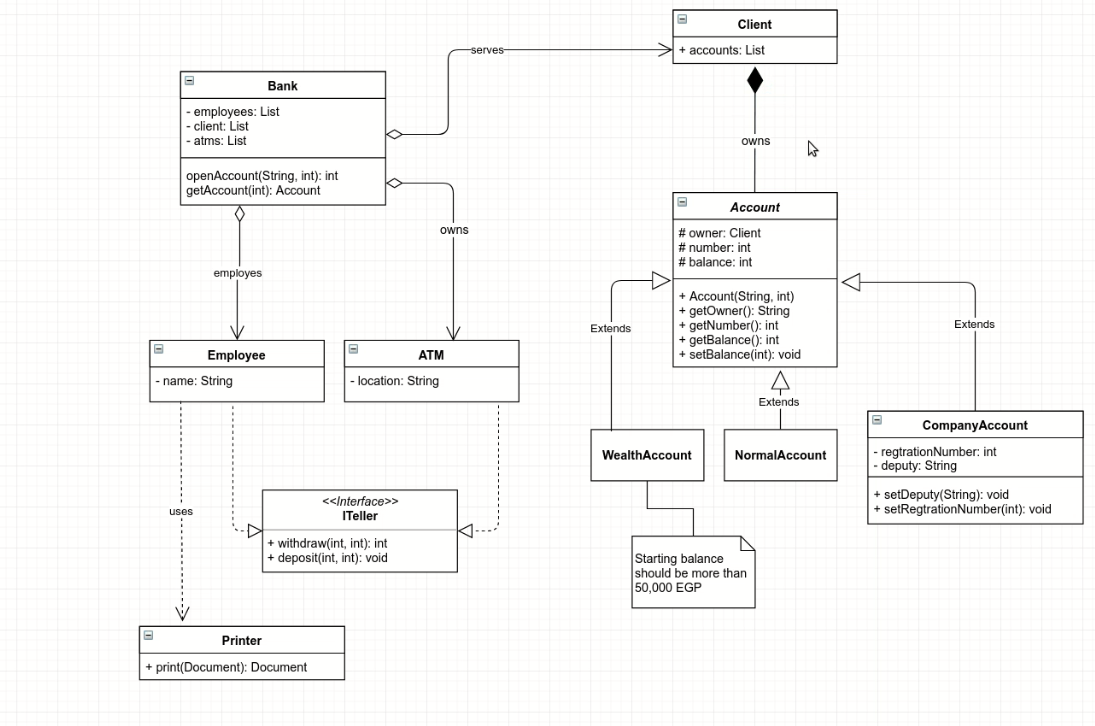 Client
+ accounts: List
serves
Bank
- employees: List
- client: List
- atms: List
openAccount(String, int): int
getAccount(int): Account
owns
owns
employes
Account
# owner: Client
# number: int
# balance: int
+ Account(String, int)
+ getOwner(): String
+ getNumber(): int
+ getBalance(): int
+ setBalance(int): void
Extends
Extends
Extends
Employee
- name: String
ATM
- location: String
WealthAccount
NormalAccount
CompanyAccount
- regtrationNumber: int
- deputy: String
+ setDeputy(String): void
+ setRegtrationNumber(int): void
uses
<<Interface>>
ITeller
+ withdraw(int, int): int
+ deposit(int, int): void
Starting balance
should be more than
50,000 EGP
Printer
+ print(Document): Document